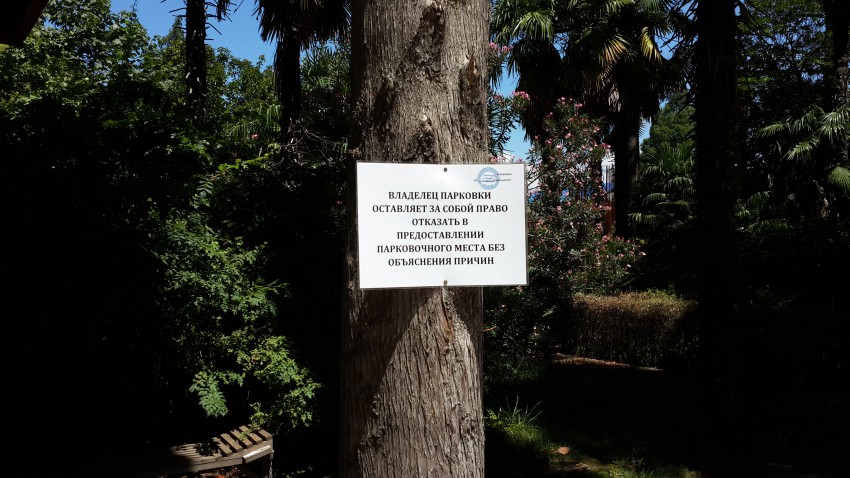 ВЛАДЕЛЕЦ ПАРКОВКИ
ОСТАВЛЯЕТ ЗА СОБОЙ ПРАВО
ОТКАЗАТЬ В
ПРЕДОСТАВЛЕНИИ
ПАРКОВОЧНОГО МЕСТА БЕЗ
ОБЪЯСНЕНИЯ ПРИЧИН